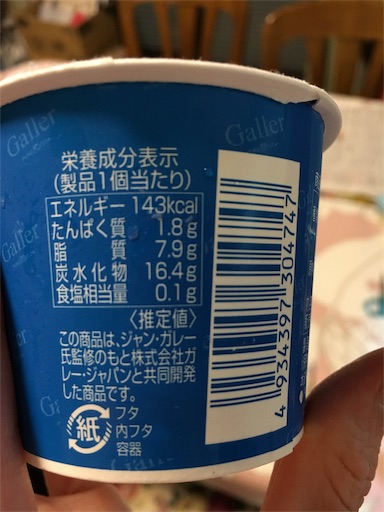 Galler
Galler
Galler
Galler
栄養成分表示
(製品1個当たり)
エネルギー 143kcal
たんぱく質 1.8g
脂質 7.9g
炭水化物 16.4g
食塩相当量 0.1g
〈推定値〉
この商品は、ジャン・ガレー
氏監修のもと株式会社ガ
レー・ジャパンと共同開発
した商品です。
紙
フタ
内フタ
容器
4 934397 304747